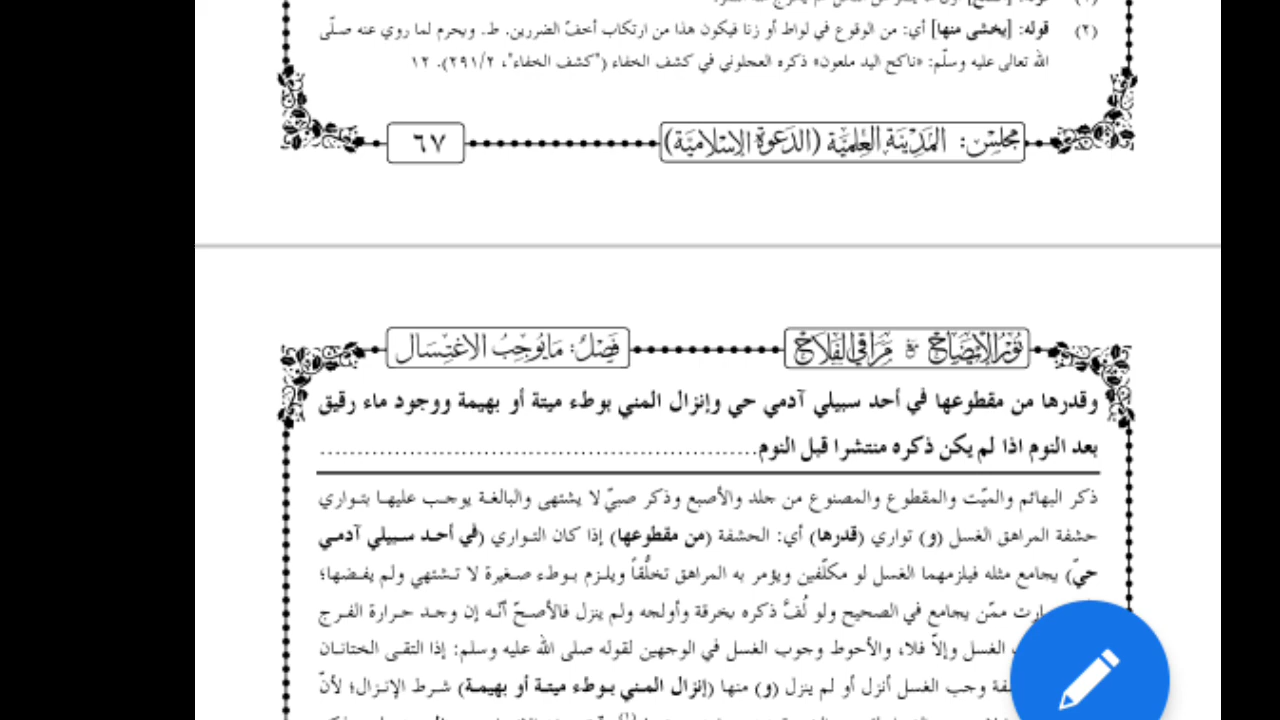 (٢) قوله: [يخشى منها] أي: من الوقوع في لواط أو زنا فيكون هذا من ارتكاب أخفّ الضررين. ط. ويحرم لما روي عنه صلّى
الله تعالى عليه وسلّم: «ناكح اليد ملعون» ذكره العجلوني في كشف الخفاء ("كشف الخفاء"، ٢٩١/٢). ١٢
مجلس: المدينة العلمية (الدعوة الإسلامية)
٦٧
نور الإيضاح مع مراقي الفلاح
فصل: ما يوجب الاغتسال
وقدرها من مقطوعها في أحد سبيلي آدمي حي وإنزال المني بوطء ميتة أو بهيمة ووجود ماء رقيق
بعد النوم اذا لم يكن ذكره منتشرا قبل النوم......................................................
ذكر البهائم والميّت والمقطوع والمصنوع من جلد والأصبع وذكر صبيّ لا يشتهى والبالغة يوجب عليها بتواري
حشفة المراهق الغسل (و) تواري (قدرها) أي: الحشفة (من مقطوعها) إذا كان التواري (في أحد سبيلي آدمي
حيّ) يجامع مثله فيلزمهما الغسل لو مكلّفين ويؤمر به المراهق تخلُّقاً ويلزم بوطء صغيرة لا تشتهي ولم يفضها؛
ممّن يجامع في الصحيح ولو لُفَّ ذكره بخرقة وأولجه ولم ينزل فالأصحّ أنّه إن وجد حرارة الفرج
الغسل وإلاّ فلا، والأحوط وجوب الغسل في الوجهين لقوله صلى الله عليه وسلم: إذا التقى الختانان
وجب الغسل أنزل أو لم ينزل (و) منها (إنزال المني بوطء ميتة أو بهيمة) شرط الإنزال؛ لأنّ